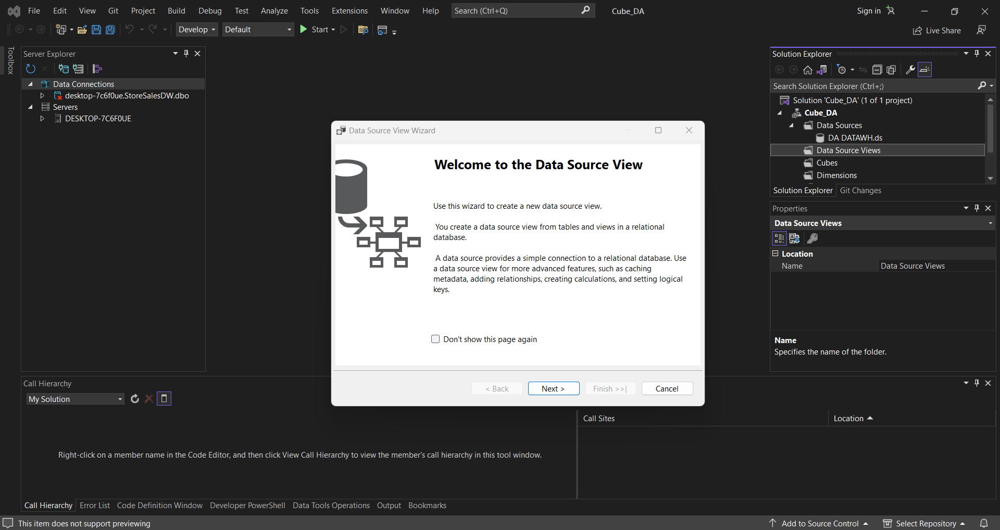 File Edit View Git Project Build Debug Test Analyze Tools Extensions Window Help Search (Ctrl+Q) Cube_DA Sign in
Develop Default Start Live Share
Toolbox
Server Explorer
Data Connections
desktop-7c6f0ue.StoreSalesDW.dbo
Servers
DESKTOP-7C6F0UE
Data Source View Wizard
Welcome to the Data Source View
Use this wizard to create a new data source view.
You create a data source view from tables and views in a relational
database.
A data source provides a simple connection to a relational database. Use
a data source view for more advanced features, such as caching
metadata, adding relationships, creating calculations, and setting logical
keys.
Don't show this page again
< Back Next > Finish >>| Cancel
Solution Explorer
Search Solution Explorer (Ctrl+;)
Solution 'Cube_DA' (1 of 1 project)
Cube_DA
Data Sources
DA DATAWH.ds
Data Source Views
Cubes
Dimensions
Solution Explorer Git Changes
Properties
Data Source Views
Location
Name Data Source Views
Name
Specifies the name of the folder.
Call Hierarchy
My Solution
Call Sites Location
Right-click on a member name in the Code Editor, and then click View Call Hierarchy to view the member's call hierarchy in this tool window.
Call Hierarchy Error List Code Definition Window Developer PowerShell Data Tools Operations Output Bookmarks
This item does not support previewing Add to Source Control Select Repository